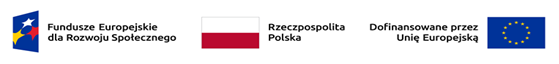 Fundusze Europejskie
dla Rozwoju Społecznego
Rzeczpospolita
Polska
Dofinansowane przez
Unię Europejską